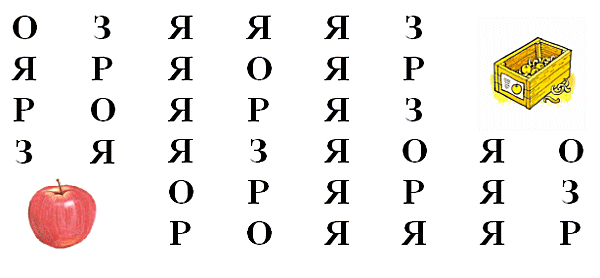 О З Я Я Я З
Я Р Я О Я Р
Р О Я Р Я З
З Я Я З Я О Я О
О Р Я Р Я З
Р О Я Я Я Р